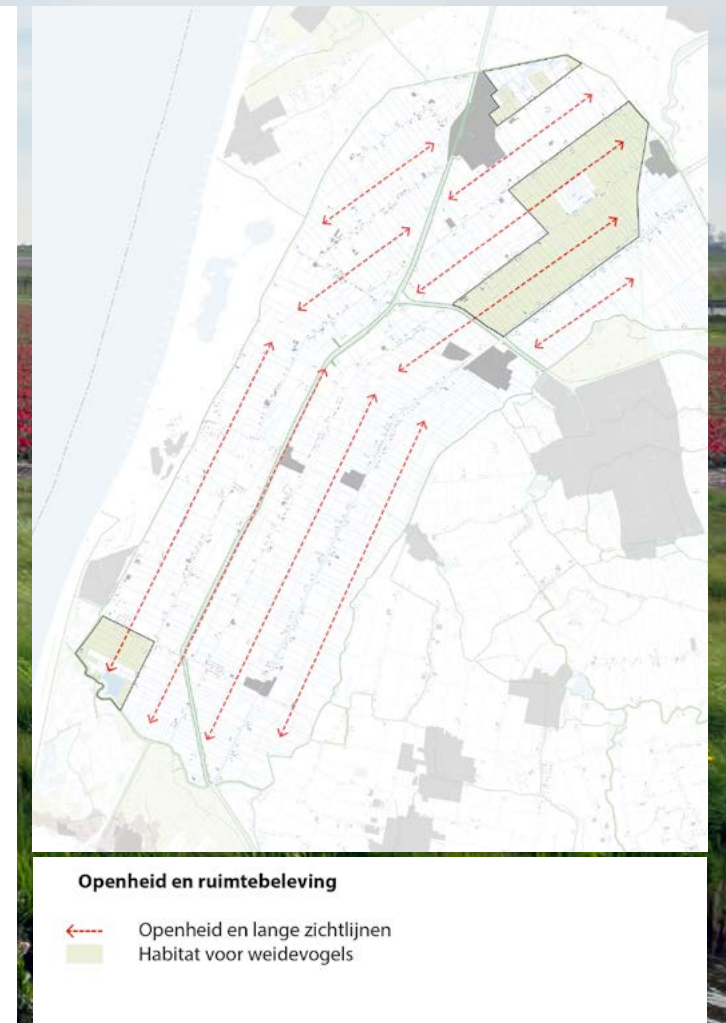 Openheid en ruimtebeleving
Openheid en lange zichtlijnen
Habitat voor weidevogels